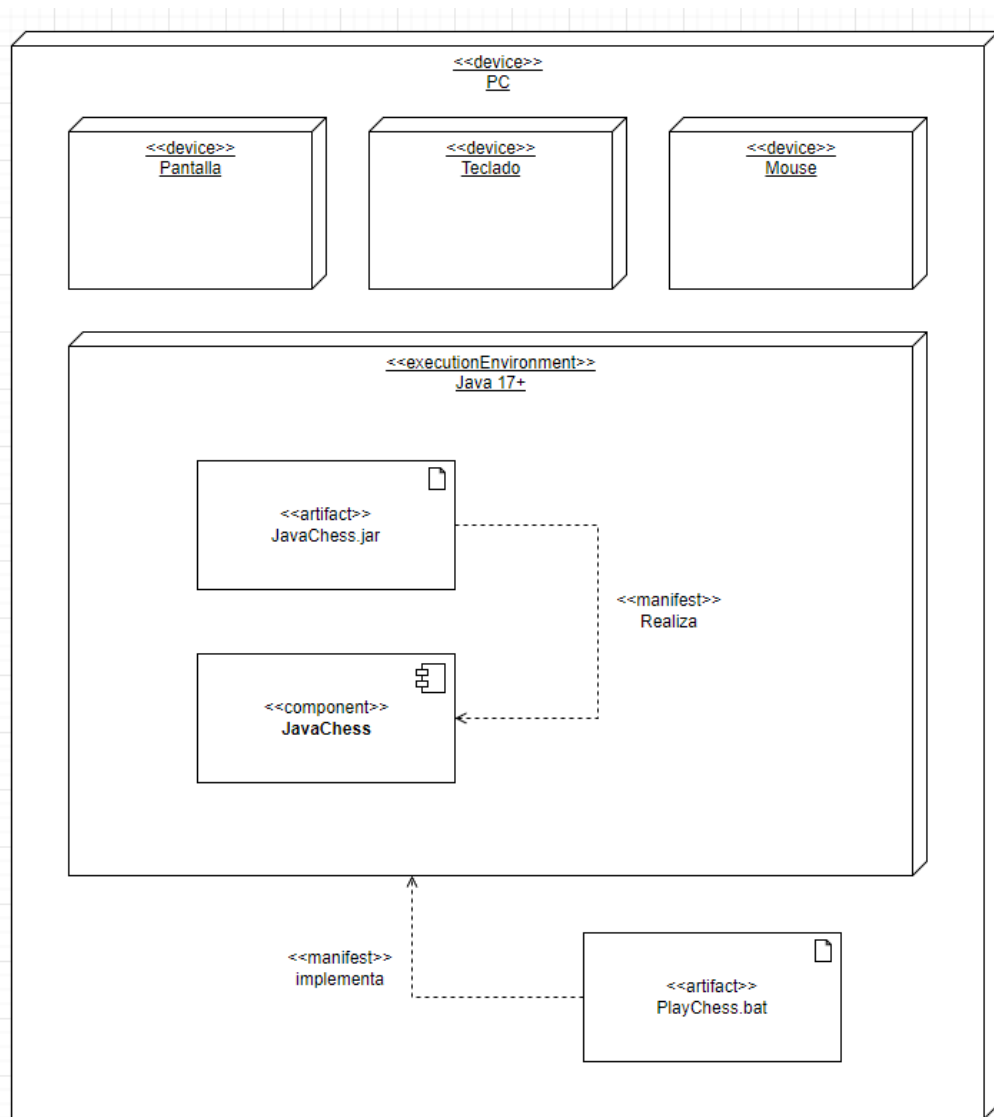 <<device>>
PC
<<device>>
Pantalla
<<device>>
Teclado
<<device>>
Mouse
<<executionEnvironment>>
Java 17+
<<artifact>>
JavaChess.jar
<<manifest>>
Realiza
<<component>>
JavaChess
<<manifest>>
implementa
<<artifact>>
PlayChess.bat